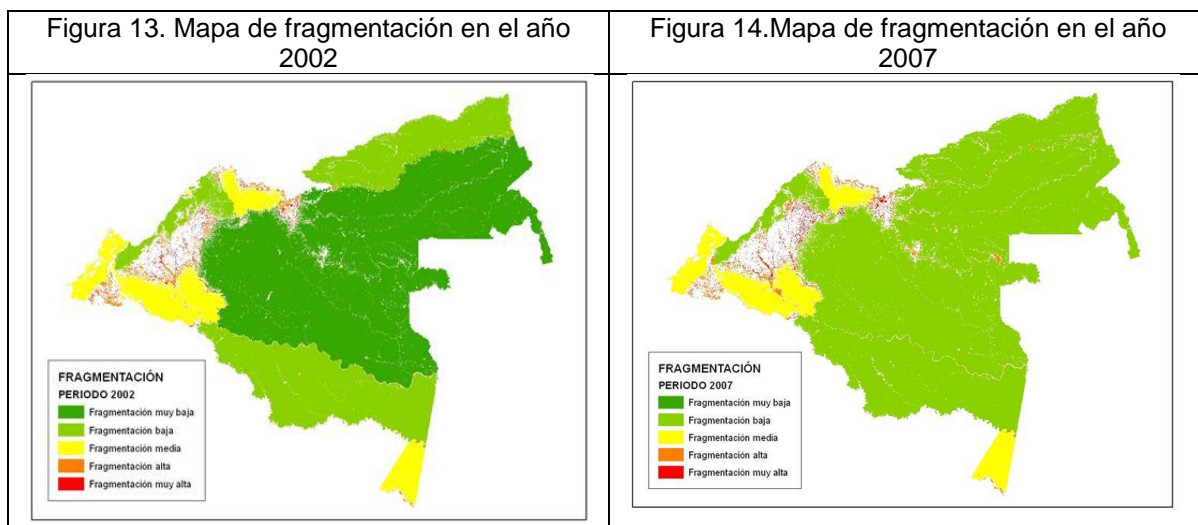 Figura 13. Mapa de fragmentación en el año
2002
Figura 14.Mapa de fragmentación en el año
2007
FRAGMENTACIÓN
PERIODO 2002
Fragmentación muy baja
Fragmentación baja
Fragmentación media
Fragmentación alta
Fragmentación muy alta
FRAGMENTACIÓN
PERIODO 2007
Fragmentación muy baja
Fragmentación baja
Fragmentación media
Fragmentación alta
Fragmentación muy alta